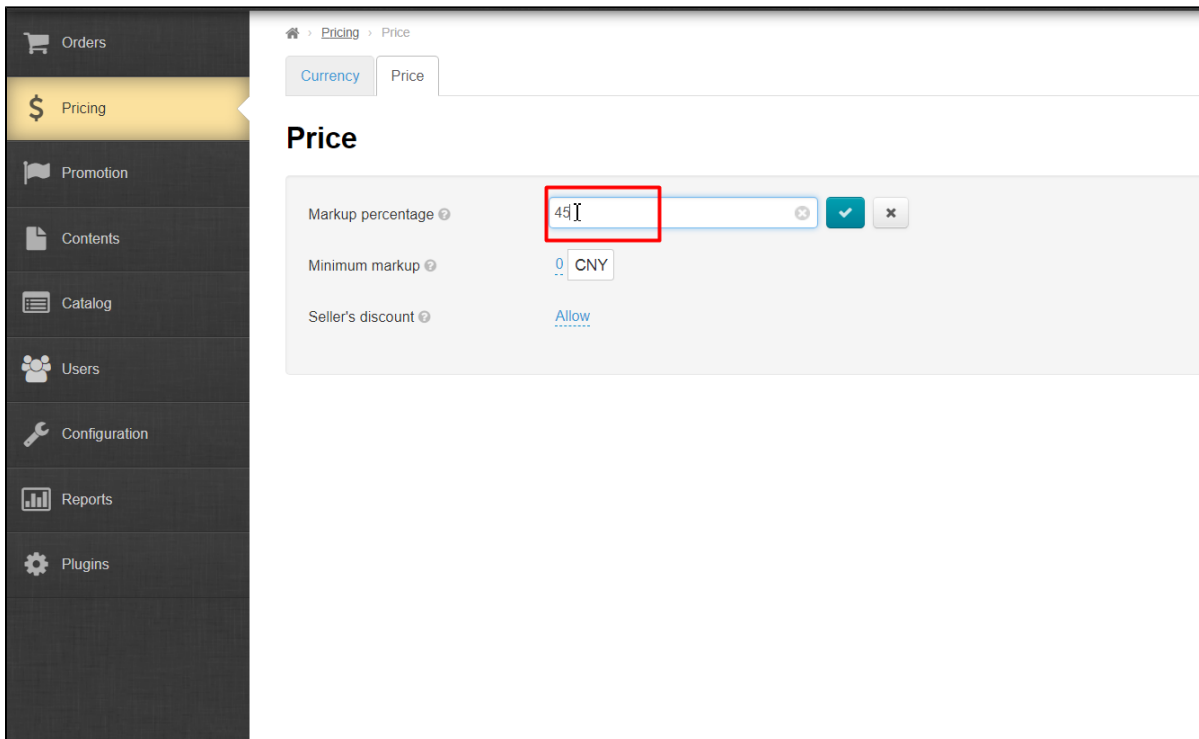 Orders
Pricing
Promotion
Contents
Catalog
Users
Configuration
Reports
Plugins
Pricing Price
Currency Price
Price
Markup percentage 45
Minimum markup 0 CNY
Seller's discount Allow